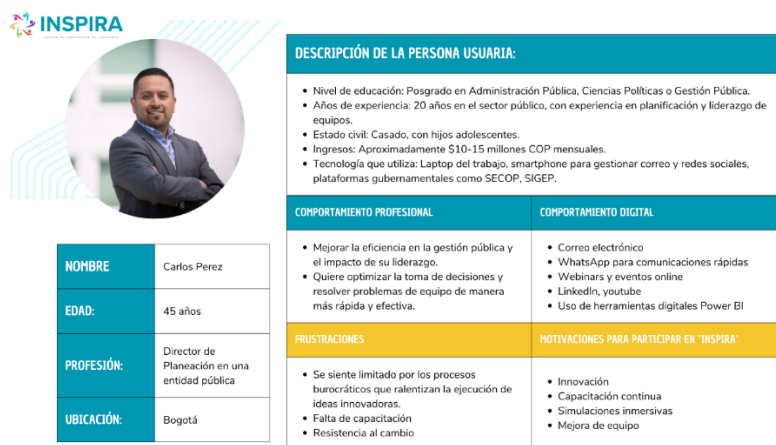 INSPIRA
DESCRIPCIÓN DE LA PERSONA USUARIA:
• Nivel de educación: Posgrado en Administración Pública, Ciencias Políticas o Gestión Pública.
• Años de experiencia: 20 años en el sector público, con experiencia en planificación y liderazgo de
equipos.
• Estado civil: Casado, con hijos adolescentes.
• Ingresos: Aproximadamente $10-15 millones COP mensuales.
• Tecnología que utiliza: Laptop del trabajo, smartphone para gestionar correo y redes sociales,
plataformas gubernamentales como SECOP, SIGEP.
COMPORTAMIENTO PROFESIONAL
• Mejorar la eficiencia en la gestión pública y
el impacto de su liderazgo.
• Quiere optimizar la toma de decisiones y
resolver problemas de equipo de manera
más rápida y efectiva.
COMPORTAMIENTO DIGITAL
• Correo electrónico
• WhatsApp para comunicaciones rápidas
• Webinars y eventos online
• LinkedIn, youtube
• Uso de herramientas digitales Power BI
NOMBRE
Carlos Perez
EDAD:
45 años
PROFESIÓN:
Director de
Planeación en una
entidad pública
UBICACIÓN:
Bogotá
FRUSTRACIONES
• Se siente limitado por los procesos
burocráticos que ralentizan la ejecución de
ideas innovadoras.
• Falta de capacitación
• Resistencia al cambio
MOTIVACIONES PARA PARTICIPAR EN "INSPIRA"
• Innovación
• Capacitación continua
• Simulaciones inmersivas
• Mejora de equipo